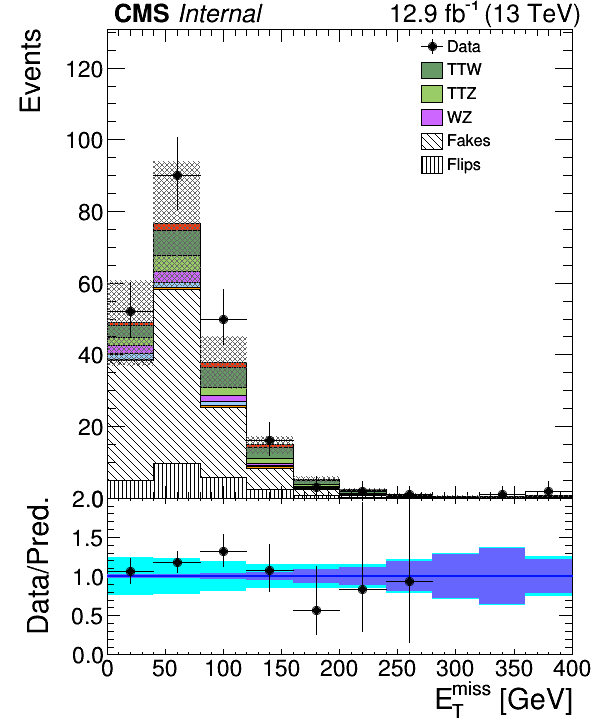 CMS Internal 12.9 fb⁻¹ (13 TeV)
Events
120
100
80
60
40
20
Data
TTW
TTZ
WZ
Fakes
Flips
Data/Pred.
2.0
1.5
1.0
0.5
0.0
0 50 100 150 200 250 300 350 400
E_T^miss [GeV]